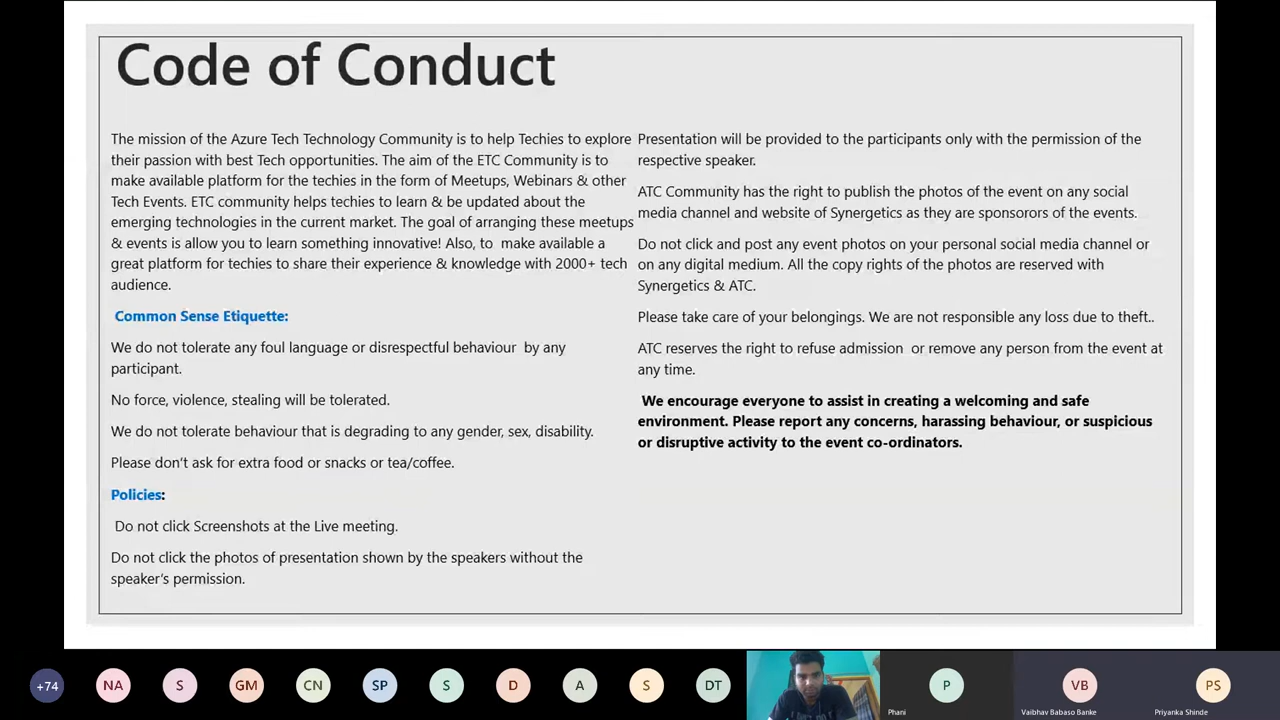 Code of Conduct
The mission of the Azure Tech Technology Community is to help Techies to explore
their passion with best Tech opportunities. The aim of the ETC Community is to
make available platform for the techies in the form of Meetups, Webinars & other
Tech Events. ETC community helps techies to learn & be updated about the
emerging technologies in the current market. The goal of arranging these meetups
& events is allow you to learn something innovative! Also, to make available a
great platform for techies to share their experience & knowledge with 2000+ tech
audience.
Common Sense Etiquette:
We do not tolerate any foul language or disrespectful behaviour by any
participant.
No force, violence, stealing will be tolerated.
We do not tolerate behaviour that is degrading to any gender, sex, disability.
Please don't ask for extra food or snacks or tea/coffee.
Policies:
Do not click Screenshots at the Live meeting.
Do not click the photos of presentation shown by the speakers without the
speaker's permission.
Presentation will be provided to the participants only with the permission of the
respective speaker.
ATC Community has the right to publish the photos of the event on any social
media channel and website of Synergetics as they are sponsorors of the events.
Do not click and post any event photos on your personal social media channel or
on any digital medium. All the copy rights of the photos are reserved with
Synergetics & ATC.
Please take care of your belongings. We are not responsible any loss due to theft..
ATC reserves the right to refuse admission or remove any person from the event at
any time.
We encourage everyone to assist in creating a welcoming and safe
environment. Please report any concerns, harassing behaviour, or suspicious
or disruptive activity to the event co-ordinators.
+74 NA S GM CN SP S D A S DT P VB PS
Phani Vaibhav Babaso Banke Priyanka Shinde